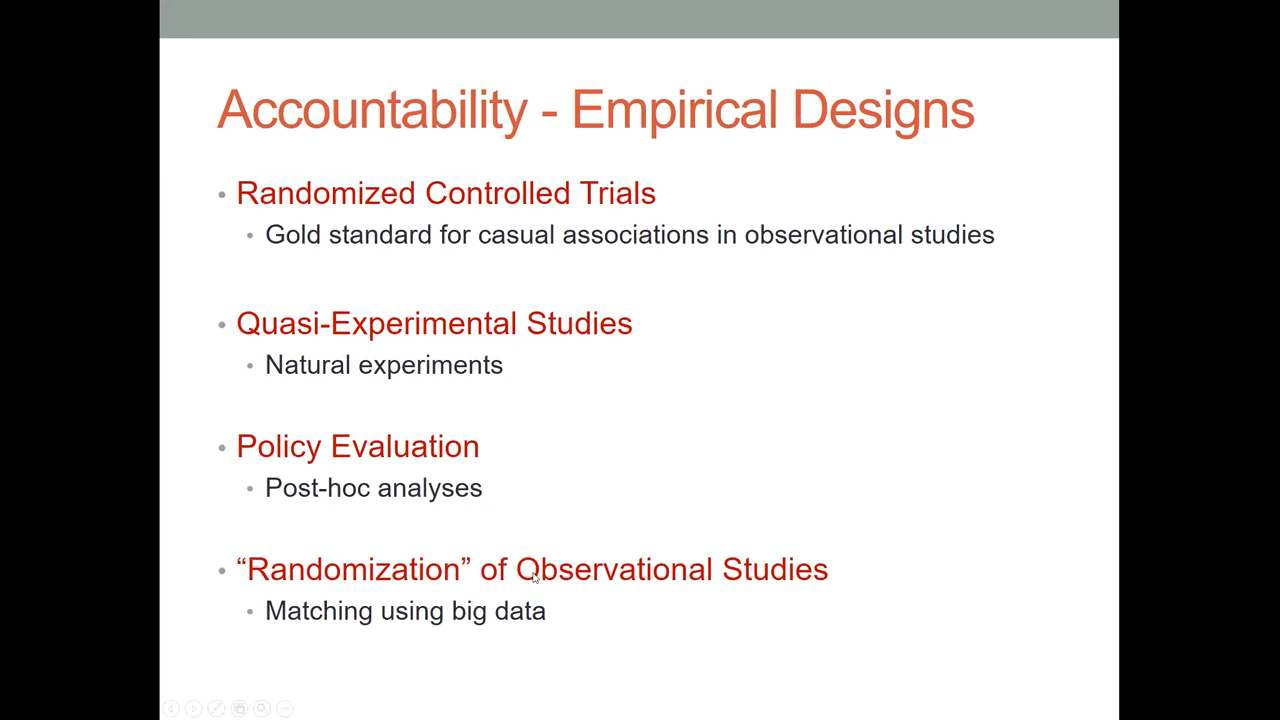 Accountability - Empirical Designs
• Randomized Controlled Trials
• Gold standard for casual associations in observational studies
• Quasi-Experimental Studies
• Natural experiments
• Policy Evaluation
• Post-hoc analyses
• “Randomization” of Observational Studies
• Matching using big data